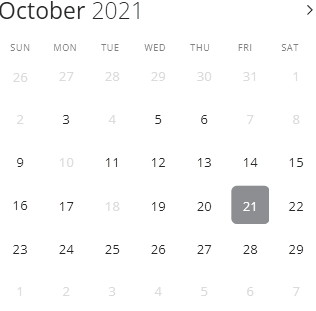 October 2021
SUN MON TUE WED THU FRI SAT
26 27 28 29 30 31 1
2 3 4 5 6 7 8
9 10 11 12 13 14 15
16 17 18 19 20 21 22
23 24 25 26 27 28 29
1 2 3 4 5 6 7